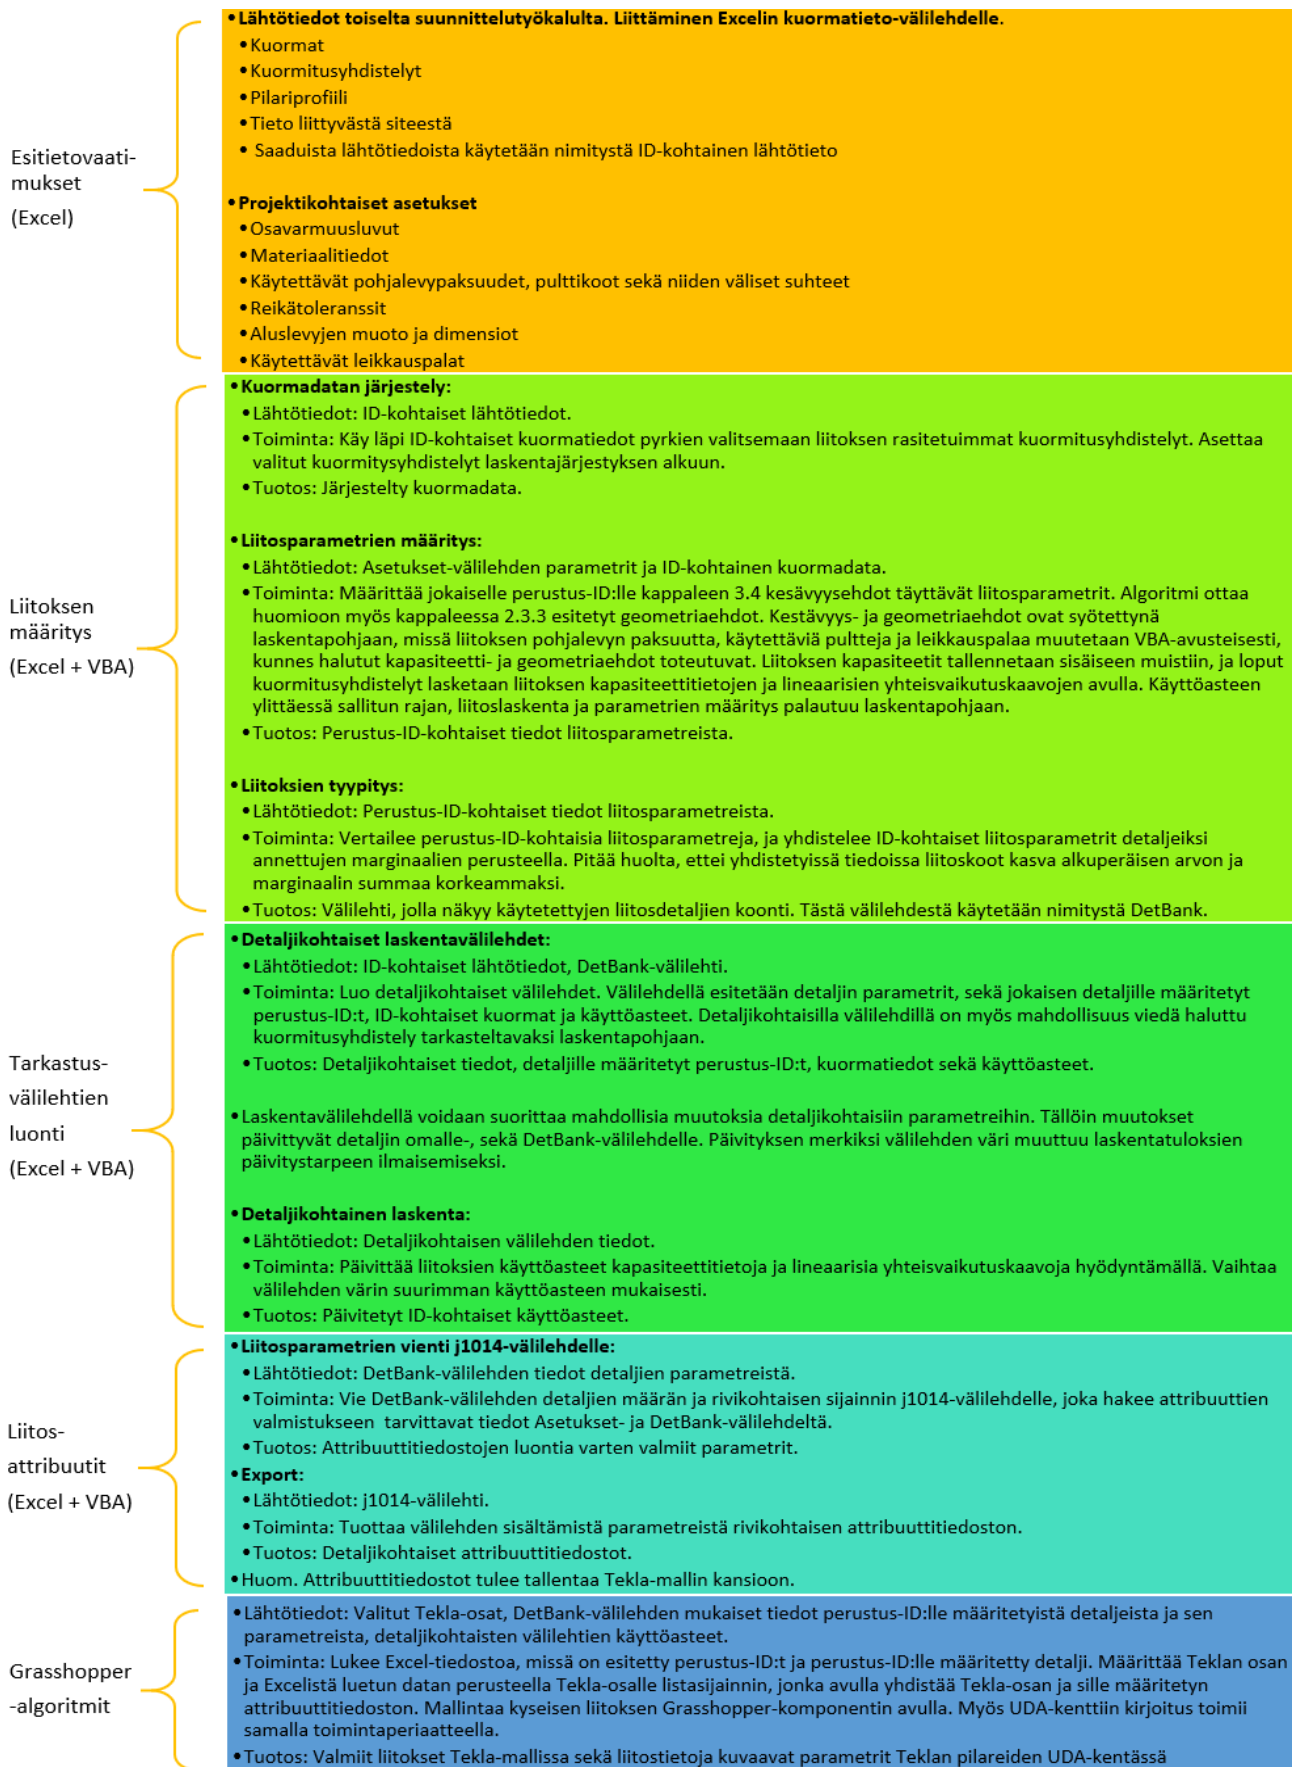 Esitietovaati-
mukset
(Excel)
•Lähtötiedot toiselta suunnittelutyökalulta. Liittäminen Excelin kuormatieto-välilehdelle.
•Kuormat
•Kuormitusyhdistelyt
•Pilariprofiili
•Tieto liittyvästä siteestä
• Saaduista lähtötiedoista käytetään nimitystä ID-kohtainen lähtötieto
•Projektikohtaiset asetukset
•Osavarmuusluvut
•Materiaalitiedot
•Käytettävät pohjalevypaksuudet, pulttikoot sekä niiden väliset suhteet
•Reikätoleranssit
•Aluslevyjen muoto ja dimensiot
•Käytettävät leikkauspalat
Liitoksen
määritys
(Excel + VBA)
•Kuormadatan järjestely:
•Lähtötiedot: ID-kohtaiset lähtötiedot.
•Toiminta: Käy läpi ID-kohtaiset kuormatiedot pyrkien valitsemaan liitoksen rasitetuimmat kuormitusyhdistelyt. Asettaa
valitut kuormitysyhdistelyt laskentajärjestyksen alkuun.
•Tuotos: Järjestelty kuormadata.
•Liitosparametrien määritys:
•Lähtötiedot: Asetukset-välilehden parametrit ja ID-kohtainen kuormadata.
•Toiminta: Määrittää jokaiselle perustus-ID:lle kappaleen 3.4 kesävyysehdot täyttävät liitosparametrit. Algoritmi ottaa
huomioon myös kappaleessa 2.3.3 esitetyt geometriaehdot. Kestävyys- ja geometriaehdot ovat syötettynä
laskentapohjaan, missä liitoksen pohjalevyn paksuutta, käytettäviä pultteja ja leikkauspalaa muutetaan VBA-avusteisesti,
kunnes halutut kapasiteetti- ja geometriaehdot toteutuvat. Liitoksen kapasiteetit tallennetaan sisäiseen muistiin, ja loput
kuormitusyhdistelyt lasketaan liitoksen kapasiteettitietojen ja lineaarisien yhteisvaikutuskaavojen avulla. Käyttöasteen
ylittäessä sallitun rajan, liitoslaskenta ja parametrien määritys palautuu laskentapohjaan.
•Tuotos: Perustus-ID-kohtaiset tiedot liitosparametreista.
•Liitoksien tyypitys:
•Lähtötiedot: Perustus-ID-kohtaiset tiedot liitosparametreista.
•Toiminta: Vertailee perustus-ID-kohtaisia liitosparametreja, ja yhdistelee ID-kohtaiset liitosparametrit detaljeiksi
annettujen marginaalien perusteella. Pitää huolta, ettei yhdistetyissä tiedoissa liitoskoot kasva alkuperäisen arvon ja
marginaalin summaa korkeammaksi.
•Tuotos: Välilehti, jolla näkyy käytetettyjen liitosdetaljien koonti. Tästä välilehdestä käytetään nimitystä DetBank.
Tarkastus-
välilehtien
luonti
(Excel + VBA)
•Detaljikohtaiset laskentavälilehdet:
•Lähtötiedot: ID-kohtaiset lähtötiedot, DetBank-välilehti.
•Toiminta: Luo detaljikohtaiset välilehdet. Välilehdellä esitetään detaljin parametrit, sekä jokaisen detaljille määritetyt
perustus-ID:t, ID-kohtaiset kuormat ja käyttöasteet. Detaljikohtaisilla välilehdillä on myös mahdollisuus viedä haluttu
kuormitusyhdistely tarkasteltavaksi laskentapohjaan.
•Tuotos: Detaljikohtaiset tiedot, detaljille määritetyt perustus-ID:t, kuormatiedot sekä käyttöasteet.
•Laskentavälilehdellä voidaan suorittaa mahdollisia muutoksia detaljikohtaisiin parametreihin. Tällöin muutokset
päivittyvät detaljin omalle-, sekä DetBank-välilehdelle. Päivityksen merkiksi välilehden väri muuttuu laskentatuloksien
päivitystarpeen ilmaisemiseksi.
•Detaljikohtainen laskenta:
•Lähtötiedot: Detaljikohtaisen välilehden tiedot.
•Toiminta: Päivittää liitoksien käyttöasteet kapasiteettitietoja ja lineaarisia yhteisvaikutuskaavoja hyödyntämällä. Vaihtaa
välilehden värin suurimman käyttöasteen mukaisesti.
•Tuotos: Päivitetyt ID-kohtaiset käyttöasteet.
Liitos-
attribuutit
(Excel + VBA)
•Liitosparametrien vienti j1014-välilehdelle:
•Lähtötiedot: DetBank-välilehden tiedot detaljien parametreistä.
•Toiminta: Vie DetBank-välilehden detaljien määrän ja rivikohtaisen sijainnin j1014-välilehdelle, joka hakee attribuuttien
valmistukseen tarvittavat tiedot Asetukset- ja DetBank-välilehdeltä.
•Tuotos: Attribuuttitiedostojen luontia varten valmiit parametrit.
•Export:
•Lähtötiedot: j1014-välilehti.
•Toiminta: Tuottaa välilehden sisältämistä parametreistä rivikohtaisen attribuuttitiedoston.
•Tuotos: Detaljikohtaiset attribuuttitiedostot.
•Huom. Attribuuttitiedostot tulee tallentaa Tekla-mallin kansioon.
Grasshopper
-algoritmit
•Lähtötiedot: Valitut Tekla-osat, DetBank-välilehden mukaiset tiedot perustus-ID:lle määritetyistä detaljeista ja sen
parametreista, detaljikohtaisten välilehtien käyttöasteet.
•Toiminta: Lukee Excel-tiedostoa, missä on esitetty perustus-ID:t ja perustus-ID:lle määritetty detalji. Määrittää Teklan osan
ja Excelistä luetun datan perusteella Tekla-osalle listasijainnin, jonka avulla yhdistää Tekla-osan ja sille määritetyn
attribuuttitiedoston. Mallintaa kyseisen liitoksen Grasshopper-komponentin avulla. Myös UDA-kenttiin kirjoitus toimii
samalla toimintaperiaatteella.
•Tuotos: Valmiit liitokset Tekla-mallissa sekä liitostietoja kuvaavat parametrit Teklan pilareiden UDA-kentässä